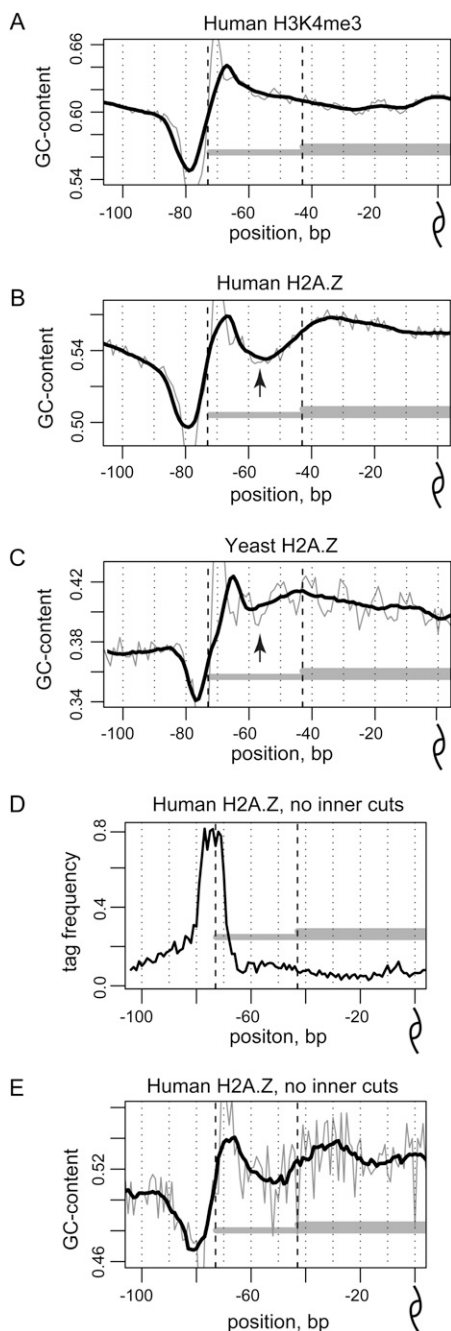 A
Human H3K4me3
GC-content
0.66
0.60
0.54
-100 -80 -60 -40 -20
position, bp
B
Human H2A.Z
GC-content
0.54
0.50
-100 -80 -60 -40 -20
position, bp
C
Yeast H2A.Z
GC-content
0.42
0.38
0.34
-100 -80 -60 -40 -20
position, bp
D
Human H2A.Z, no inner cuts
tag frequency
0.8
0.4
0.0
-100 -60 -20
positon, bp
E
Human H2A.Z, no inner cuts
GC-content
0.52
0.46
-100 -60 -20
position, bp